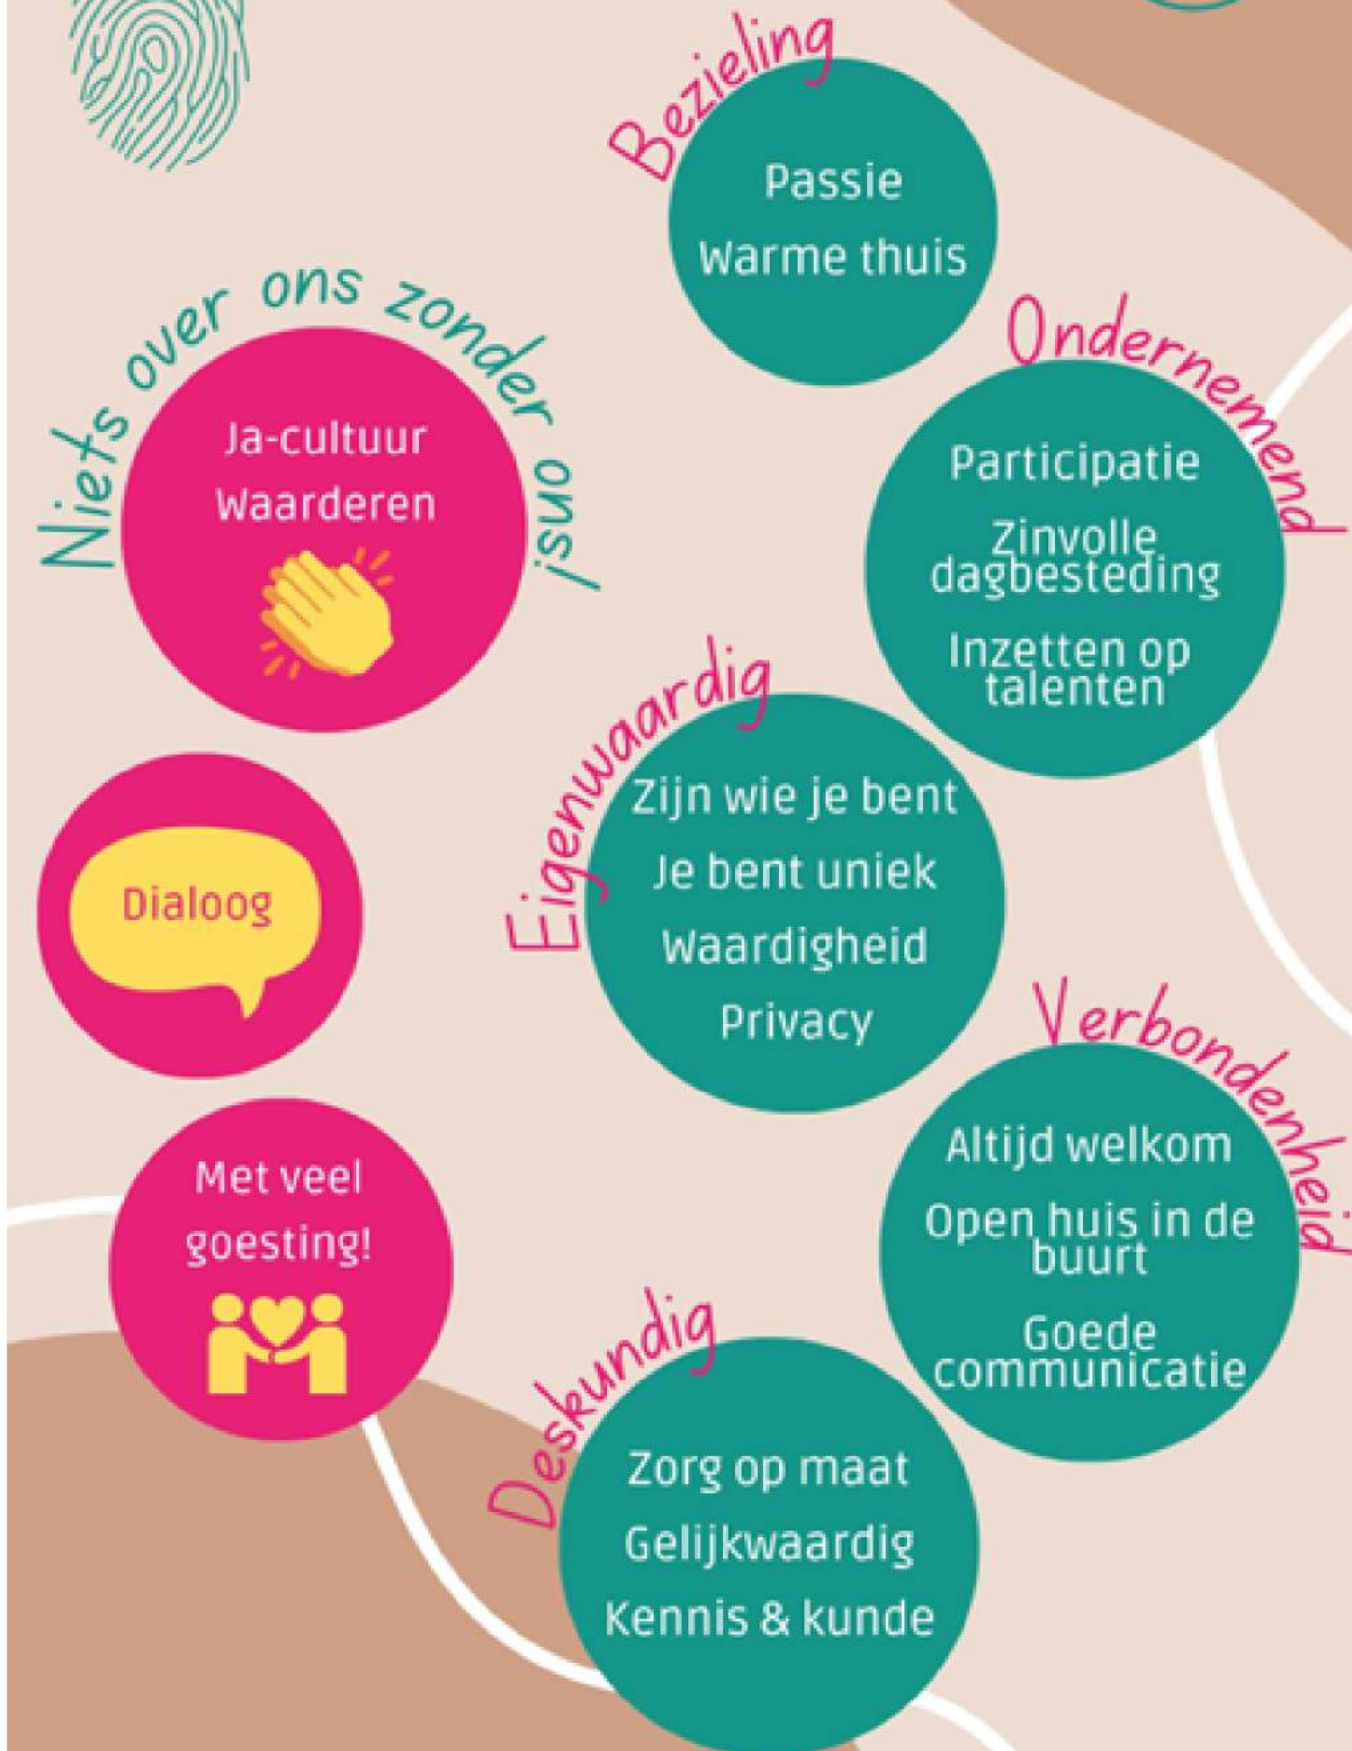 Bezieling
Passie
Warme thuis
Niets over ons zonder ons!
Ja-cultuur
Waarderen
Ondernemend
Participatie
Zinvolle
dagbesteding
Inzetten op
talenten
Eigenwaardig
Zijn wie je bent
Je bent uniek
Waardigheid
Privacy
Dialoog
Verbondenheid
Altijd welkom
Open huis in de
buurt
Goede
communicatie
Met veel
goesting!
Deskundig
Zorg op maat
Gelijkwaardig
Kennis & kunde